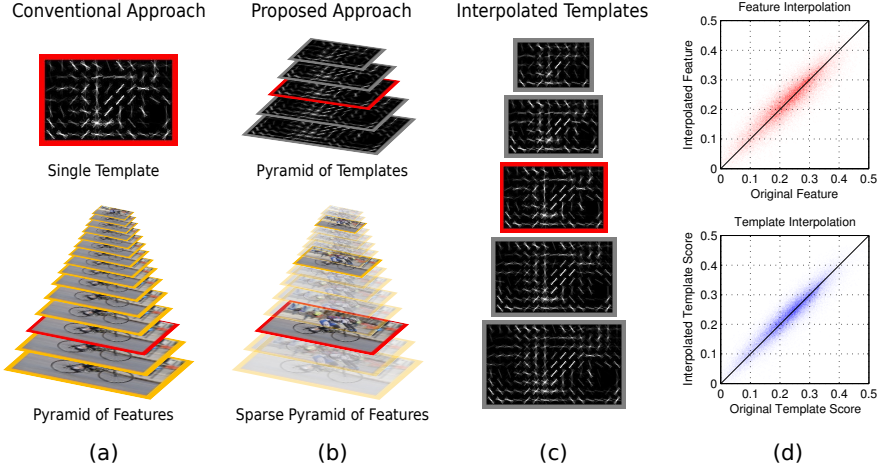 Conventional Approach
Single Template
Pyramid of Features
(a)
Proposed Approach
Pyramid of Templates
Sparse Pyramid of Features
(b)
Interpolated Templates
(c)
Feature Interpolation
Interpolated Feature
0.5
0.4
0.3
0.2
0.1
0
0 0.1 0.2 0.3 0.4 0.5
Original Feature
Template Interpolation
Interpolated Template Score
0.5
0.4
0.3
0.2
0.1
0
0 0.1 0.2 0.3 0.4 0.5
Original Template Score
(d)